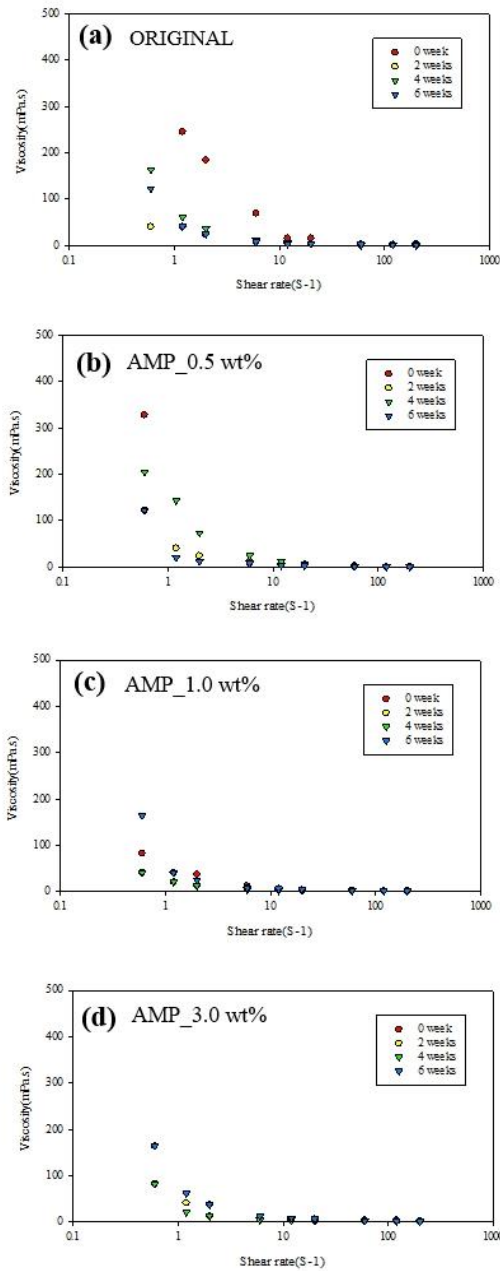 (a) ORIGINAL
500
400
300
200
100
0
Viscosity(mPa.s)
0 week
2 weeks
4 weeks
6 weeks
0.1 1 10 100 1000
Shear rate(S-1)
(b) AMP_0.5 wt%
500
400
300
200
100
0
Viscosity(mPa.s)
0 week
2 weeks
4 weeks
6 weeks
0.1 1 10 100 1000
Shear rate(S-1)
(c) AMP_1.0 wt%
500
400
300
200
100
0
Viscosity(mPa.s)
0 week
2 weeks
4 weeks
6 weeks
0.1 1 10 100 1000
Shear rate(S-1)
(d) AMP_3.0 wt%
500
400
300
200
100
0
Viscosity(mPa.s)
0 week
2 weeks
4 weeks
6 weeks
0.1 1 10 100 1000
Shear rate(S-1)